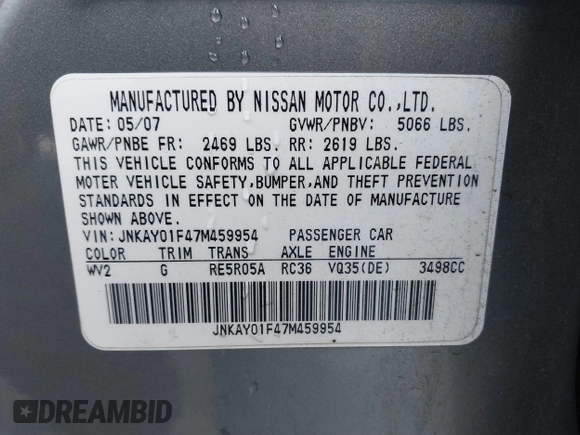 MANUFACTURED BY NISSAN MOTOR CO.,LTD.
DATE: 05/07 GVWR/PNBV: 5066 LBS.
GAWR/PNBE FR: 2469 LBS. RR: 2619 LBS.
THIS VEHICLE CONFORMS TO ALL APPLICABLE FEDERAL
MOTER VEHICLE SAFETY,BUMPER,AND THEFT PREVENTION
STANDARDS IN EFFECT ON THE DATE OF MANUFACTURE
SHOWN ABOVE.
VIN: JNKAY01F47M459954 PASSENGER CAR
COLOR TRIM TRANS AXLE ENGINE
WV2 G RE5R05A RC36 VQ35(DE) 3498CC
JNKAY01F47M459954
DREAMBID